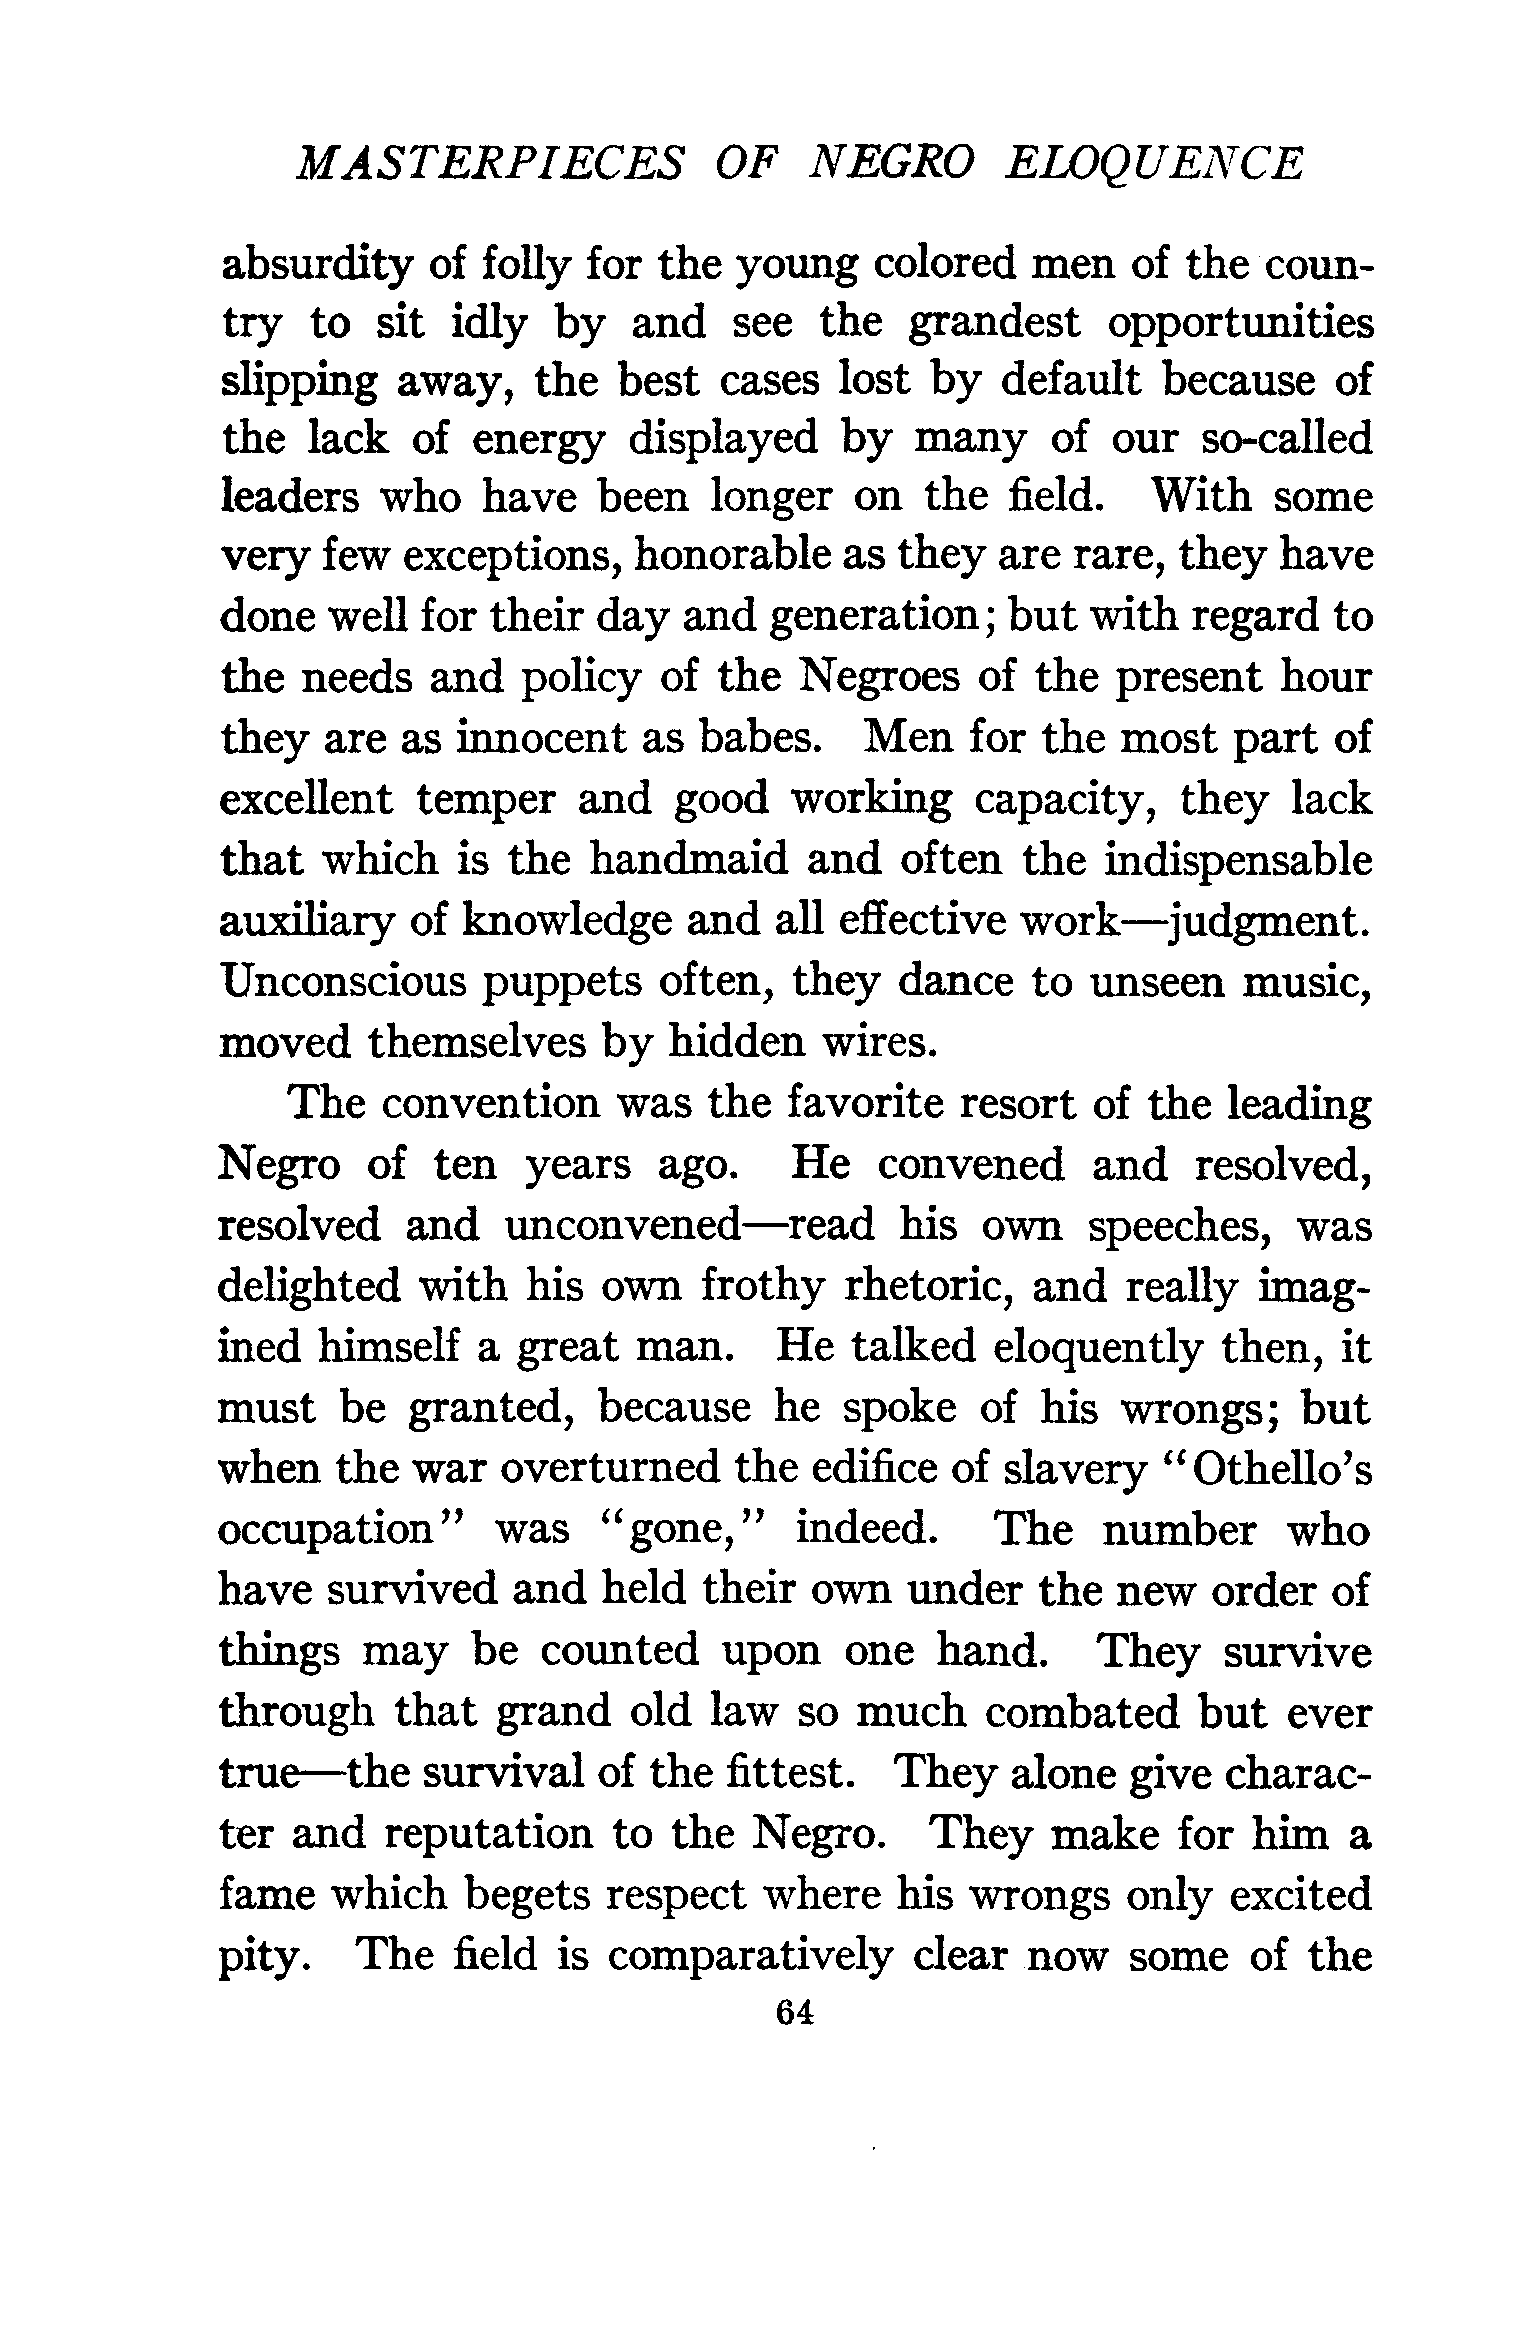 MASTERPIECES OF NEGRO ELOQUENCE
absurdity of folly for the young colored men of the coun-
try to sit idly by and see the grandest opportunities
slipping away, the best cases lost by default because of
the lack of energy displayed by many of our so-called
leaders who have been longer on the field. With some
very few exceptions, honorable as they are rare, they have
done well for their day and generation; but with regard to
the needs and policy of the Negroes of the present hour
they are as innocent as babes. Men for the most part of
excellent temper and good working capacity, they lack
that which is the handmaid and often the indispensable
auxiliary of knowledge and all effective work—judgment.
Unconscious puppets often, they dance to unseen music,
moved themselves by hidden wires.
The convention was the favorite resort of the leading
Negro of ten years ago. He convened and resolved,
resolved and unconvened—read his own speeches, was
delighted with his own frothy rhetoric, and really imag-
ined himself a great man. He talked eloquently then, it
must be granted, because he spoke of his wrongs; but
when the war overturned the edifice of slavery "Othello's
occupation" was "gone," indeed. The number who
have survived and held their own under the new order of
things may be counted upon one hand. They survive
through that grand old law so much combated but ever
true—the survival of the fittest. They alone give charac-
ter and reputation to the Negro. They make for him a
fame which begets respect where his wrongs only excited
pity. The field is comparatively clear now some of the
64